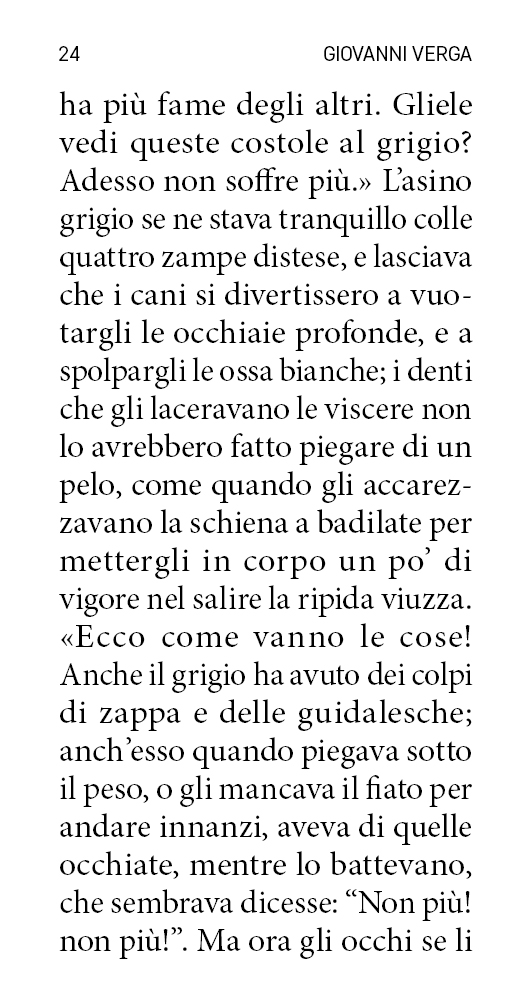 24
GIOVANNI VERGA
ha più fame degli altri. Gliele
vedi queste costole al grigio?
Adesso non soffre più.» L’asino
grigio se ne stava tranquillo colle
quattro zampe distese, e lasciava
che i cani si divertissero a vuo-
targli le occhiaie profonde, e a
spolpargli le ossa bianche; i denti
che gli laceravano le viscere non
lo avrebbero fatto piegare di un
pelo, come quando gli accarez-
zavano la schiena a badilate per
mettergli in corpo un po’ di
vigore nel salire la ripida viuzza.
«Ecco come vanno le cose!
Anche il grigio ha avuto dei colpi
di zappa e delle guidalesche;
anch’esso quando piegava sotto
il peso, o gli mancava il fiato per
andare innanzi, aveva di quelle
occhiate, mentre lo battevano,
che sembrava dicesse: “Non più!
non più!”. Ma ora gli occhi se li